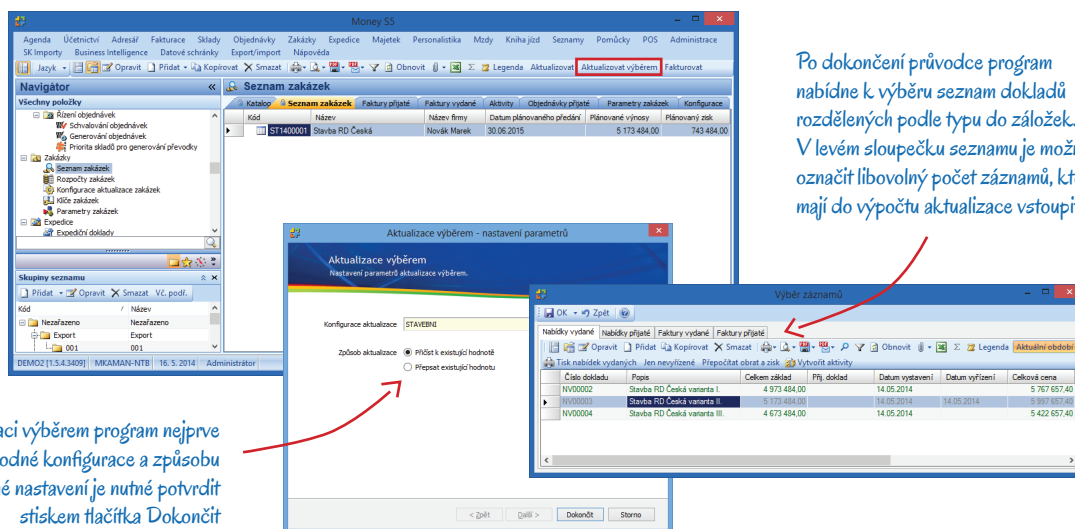 Money S5
Agenda Účetnictví Adresář Fakturace Sklady Objednávky Zakázky Expedice Majetek Personalistika Mzdy Kniha jízd Seznamy Pomůcky POS Administrace
SK Importy Business Intelligence Datové schránky Export/import Nápověda
Jazyk Opravit Přidat Kopírovat Smazat Obnovit Σ Legenda Aktualizovat Aktualizovat výběrem Fakturovat
Navigátor «
Všechny položky
Řízení objednávek
Schvalování objednávek
Generování objednávek
Priorita skladů pro generování převodky
Zakázky
Seznam zakázek
Rozpočty zakázek
Konfigurace aktualizace zakázek
Klíče zakázek
Parametry zakázek
Expedice
Expediční doklady
Skupiny seznamu
Přidat Opravit Smazat Vč. podř.
Kód / Název
Nezařazeno Nezařazeno
Export Export
001 001
DEMO2 [1.5.4.3409] MKAMAN-NTB 16. 5. 2014 Administrátor
Seznam zakázek
Katalog Seznam zakázek Faktury přijaté Faktury vydané Aktivity Objednávky přijaté Parametry zakázek Konfigurace
Kód Název Název firmy Datum plánovaného předání Plánované výnosy Plánovaný zisk
ST1400001 Stavba RD Česká Novák Marek 30.06.2015 5 173 484,00 743 484,00
Po dokončení průvodce program
nabídne k výběru seznam dokladů
rozdělených podle typu do záložek.
V levém sloupečku seznamu je možn
označit libovolný počet záznamů, kt
mají do výpočtu aktualizace vstoupi
Aktualizace výběrem - nastavení parametrů
Aktualizace výběrem
Nastavení parametrů aktualizace výběrem.
Konfigurace aktualizace STAVEBNI
Způsob aktualizace Přičíst k existující hodnotě
Přepsat existující hodnotu
< Zpět Další > Dokončit Storno
Výběr záznamů
OK Zpět
Nabídky vydané Nabídky přijaté Faktury vydané Faktury přijaté
Opravit Přidat Kopírovat Smazat Obnovit Σ Legenda Aktuální období
Tisk nabídek vydaných Jen nevyřízené Přepočítat obrat a zisk Vytvořit aktivity
Číslo dokladu Popis Celkem základ Příj. doklad Datum vystavení Datum vyřízení Celková cena
NV00002 Stavba RD Česká varianta I. 4 973 484,00 14.05.2014 5 767 657,40
NV00003 Stavba RD Česká varianta II. 5 173 484,00 14.05.2014 14.05.2014 5 997 657,40
NV00004 Stavba RD Česká varianta III. 4 673 484,00 14.05.2014 5 422 657,40
aci výběrem program nejprve
odné konfigurace a způsobu
é nastavení je nutné potvrdit
stiskem tlačítka Dokončit